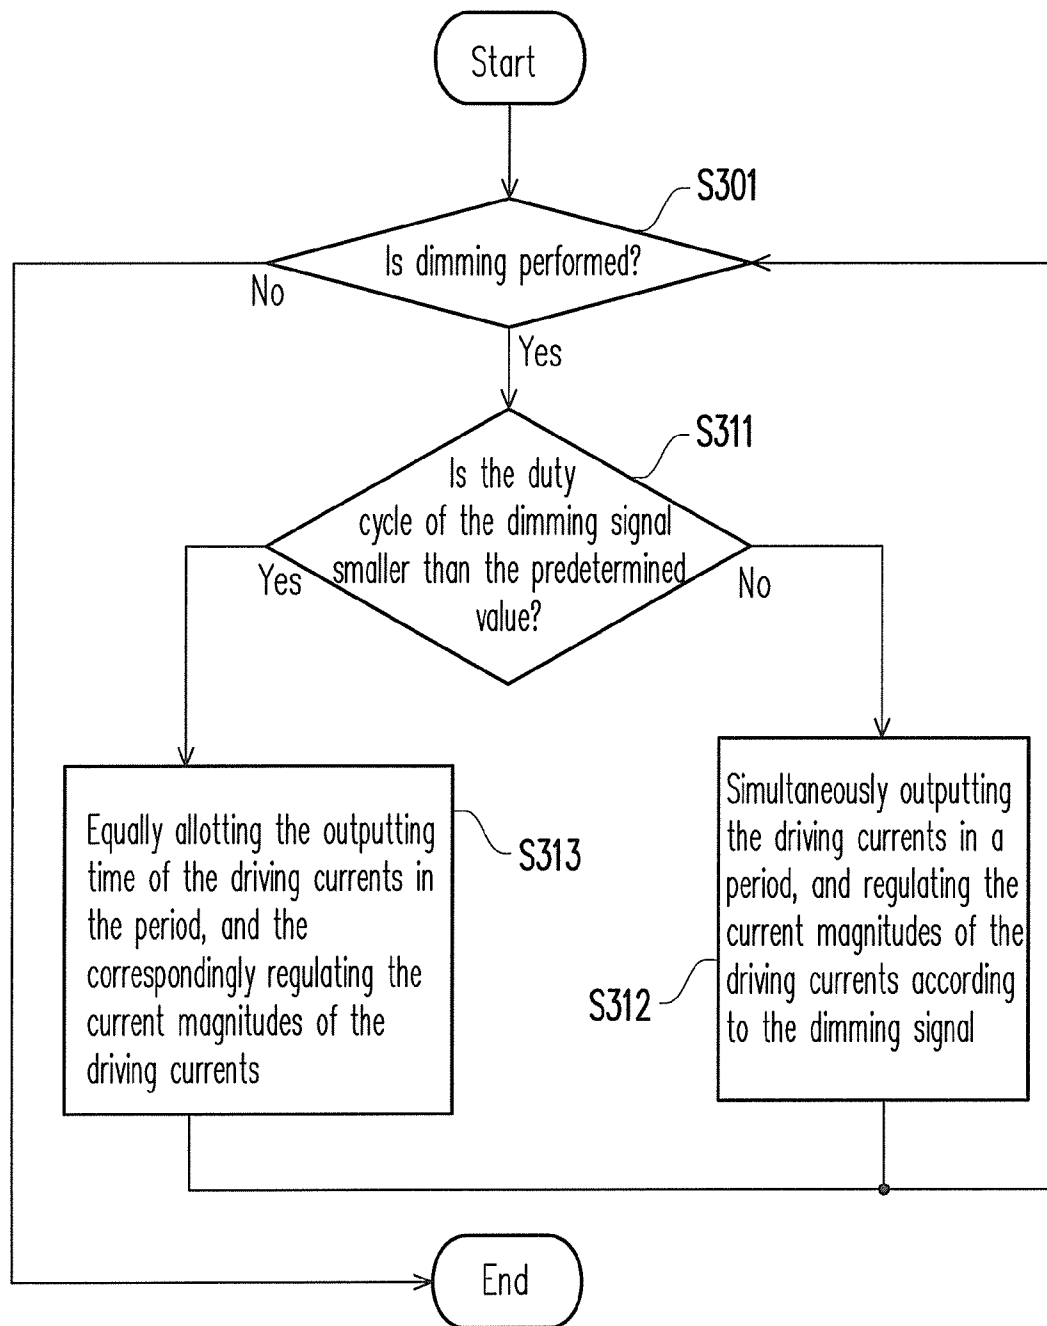 Start
S301
Is dimming performed?
No
Yes
S311
Is the duty
cycle of the dimming signal
smaller than the predetermined
value?
Yes
No
Equally allotting the outputting
time of the driving currents in
the period, and the
correspondingly regulating the
current magnitudes of the
driving currents
S313
Simultaneously outputting
the driving currents in a
period, and regulating the
current magnitudes of the
driving currents according
to the dimming signal
S312
End